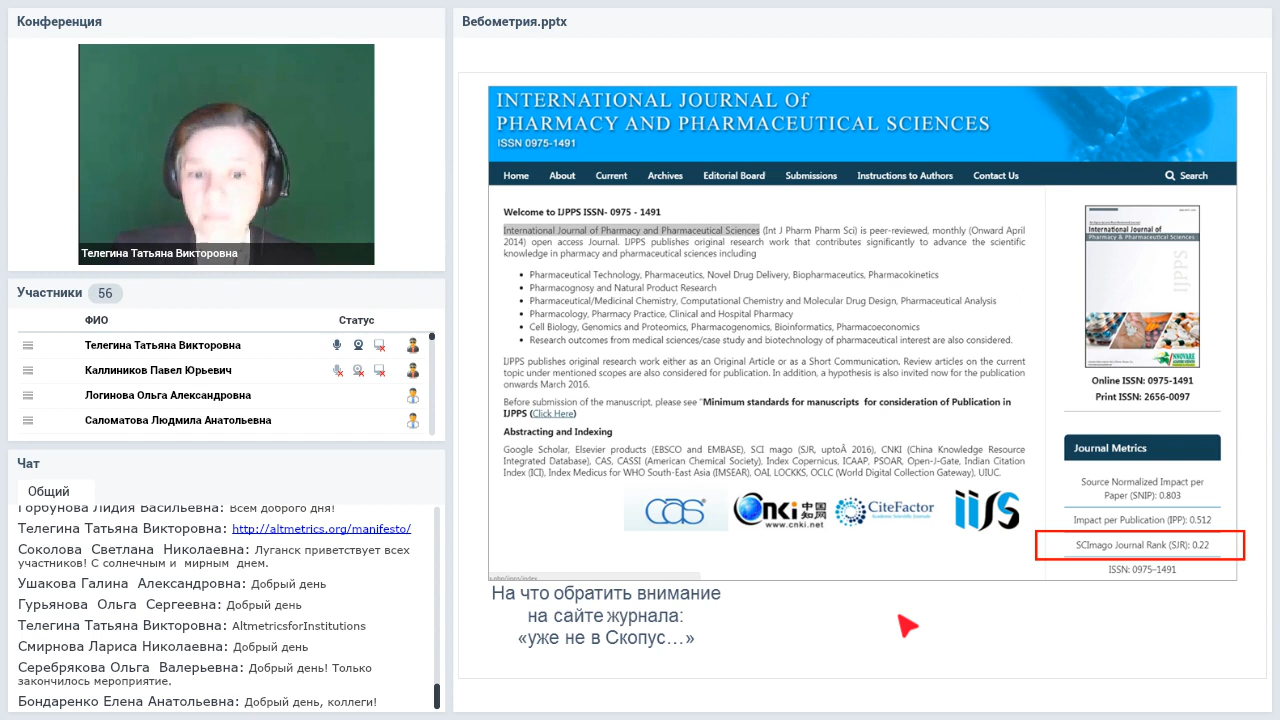 Конференция
Телегина Татьяна Викторовна
Участники 56
ФИО Статус
Телегина Татьяна Викторовна
Каллиников Павел Юрьевич
Логинова Ольга Александровна
Саломатова Людмила Анатольевна
Чат
Общий
Горбунова Лидия Васильевна: Всем доброго дня!
Телегина Татьяна Викторовна: http://altmetrics.org/manifesto/
Соколова Светлана Николаевна: Луганск приветствует всах
участников! С солнечным и мирным днем.
Ушакова Галина Александровна: Добрый день
Гурьянова Ольга Сергеевна: Добрый день
Телегина Татьяна Викторовна: AltmetricsforInstitutions
Смирнова Лариса Николаевна: Добрый день
Серебрякова Ольга Валерьевна: Добрый день! Только
закончилось мероприятие.
Бондаренко Елена Анатольевна: Добрый день, коллеги!
Вебометрия.pptx
INTERNATIONAL JOURNAL Of
PHARMACY AND PHARMACEUTICAL SCIENCES
ISSN 0975-1491
Home About Current Archives Editorial Board Submissions Instructions to Authors Contact Us Search
Welcome to IJPPS ISSN- 0975 - 1491
International Journal of Pharmacy and Pharmaceutical Sciences (Int J Pharm Pharm Sci) is peer-reviewed, monthly (Onward April
2014) open access Journal. IJPPS publishes original research work that contributes significantly to advance the scientific
knowledge in pharmacy and pharmaceutical sciences including
• Pharmaceutical Technology, Pharmaceutics, Novel Drug Delivery, Biopharmaceutics, Pharmacokinetics
• Pharmacognosy and Natural Product Research
• Pharmaceutical/Medicinal Chemistry, Computational Chemistry and Molecular Drug Design, Pharmaceutical Analysis
• Pharmacology, Pharmacy Practice, Clinical and Hospital Pharmacy
• Cell Biology, Genomics and Proteomics, Pharmacogenomics, Bioinformatics, Pharmacoeconomics
• Research outcomes from medical sciences/case study and biotechnology of pharmaceutical interest are also considered.
IJPPS publishes original research work either as an Original Article or as a Short Communication. Review articles on the current
topic under mentioned scopes are also considered for publication. In addition, a hypothesis is also invited now for the publication
onwards March 2016.
Before submission of the manuscript, please see "Minimum standards for manuscripts for consideration of Publication in
IJPPS (Click Here)
Abstracting and Indexing
Google Scholar, Elsevier products (EBSCO and EMBASE), SCI mago (SJR, uptoÂ 2016), CNKI (China Knowledge Resource
Integrated Database), CAS, CASSI (American Chemical Society), Index Copernicus, ICAAP, PSOAR, Open-J-Gate, Indian Citation
Index (ICI), Index Medicus for WHO South-East Asia (IMSEAR), OAI, LOCKKS, OCLC (World Digital Collection Gateway), UIUC.
CAS
Cnki 中国知网
www.cnki.net
CiteFactor
iijS
International Journal of
Pharmacy & Pharmaceutical Sciences
IJPPS
Online ISSN: 0975-1491
Print ISSN: 2656-0097
Journal Metrics
Source Normalized Impact per
Paper (SNIP): 0.803
Impact per Publication (IPP): 0.512
SCImago Journal Rank (SJR): 0.22
ISSN: 0975–1491
На что обратить внимание
на сайте журнала:
«уже не в Скопус…»